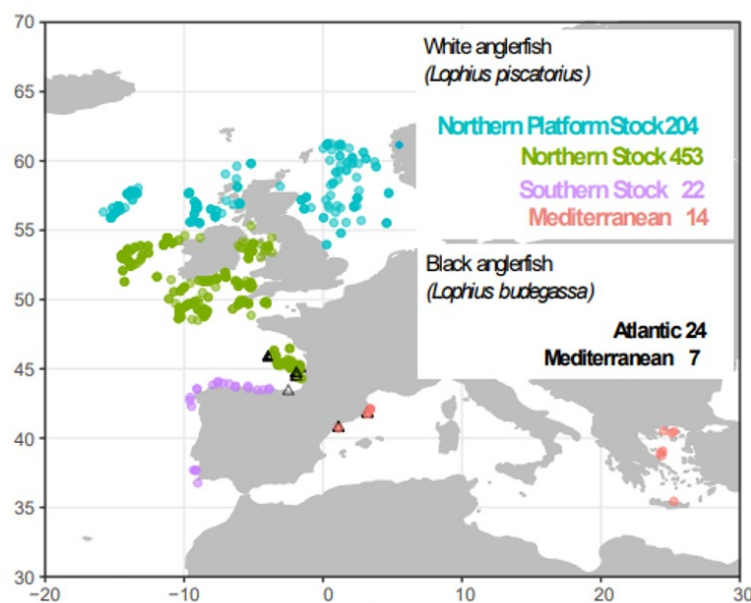 70
65
60
55
50
45
40
35
30
−20
−10
0
10
20
30
White anglerfish
(Lophius piscatorius)
Northern Platform Stock 204
Northern Stock 453
Southern Stock 22
Mediterranean 14
Black anglerfish
(Lophius budegassa)
Atlantic 24
Mediterranean 7